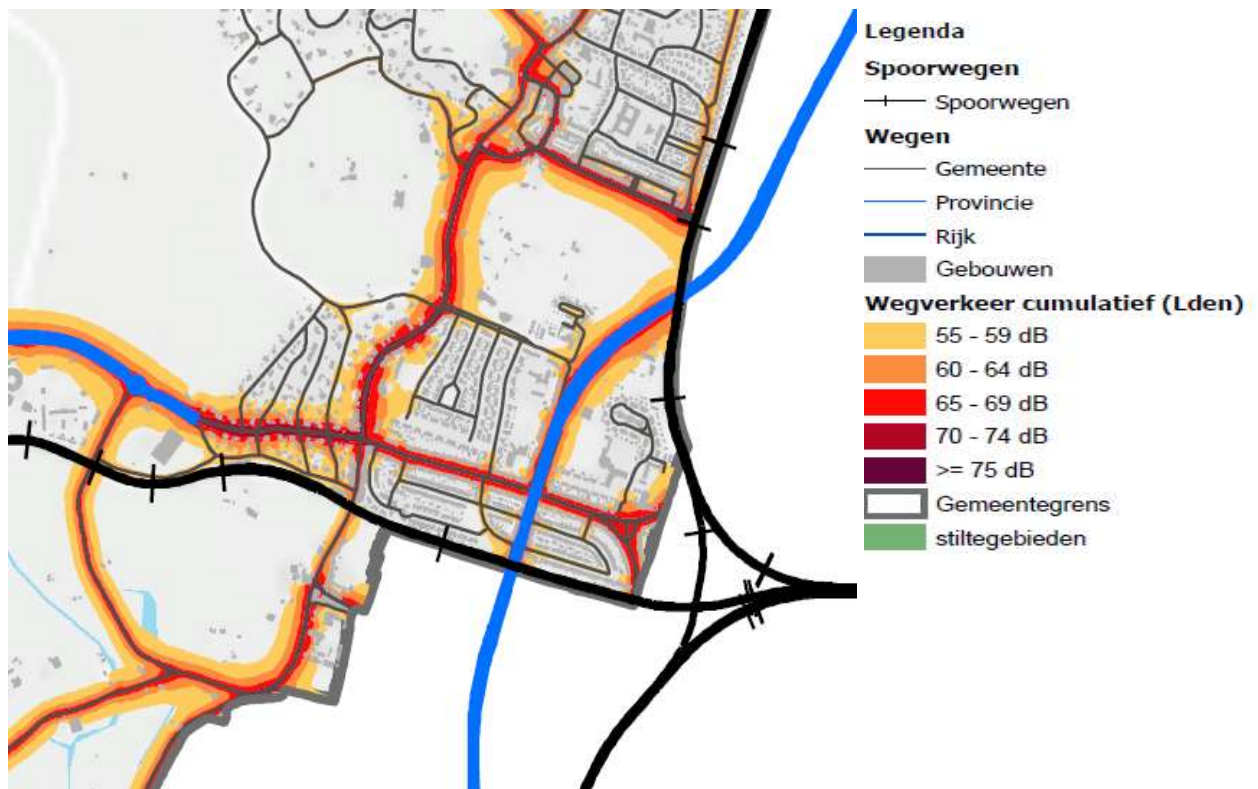 Legenda
Spoorwegen
Spoorwegen
Wegen
Gemeente
Provincie
Rijk
Gebouwen
Wegverkeer cumulatief (Lden)
55 - 59 dB
60 - 64 dB
65 - 69 dB
70 - 74 dB
>= 75 dB
Gemeentegrens
stiltegebieden